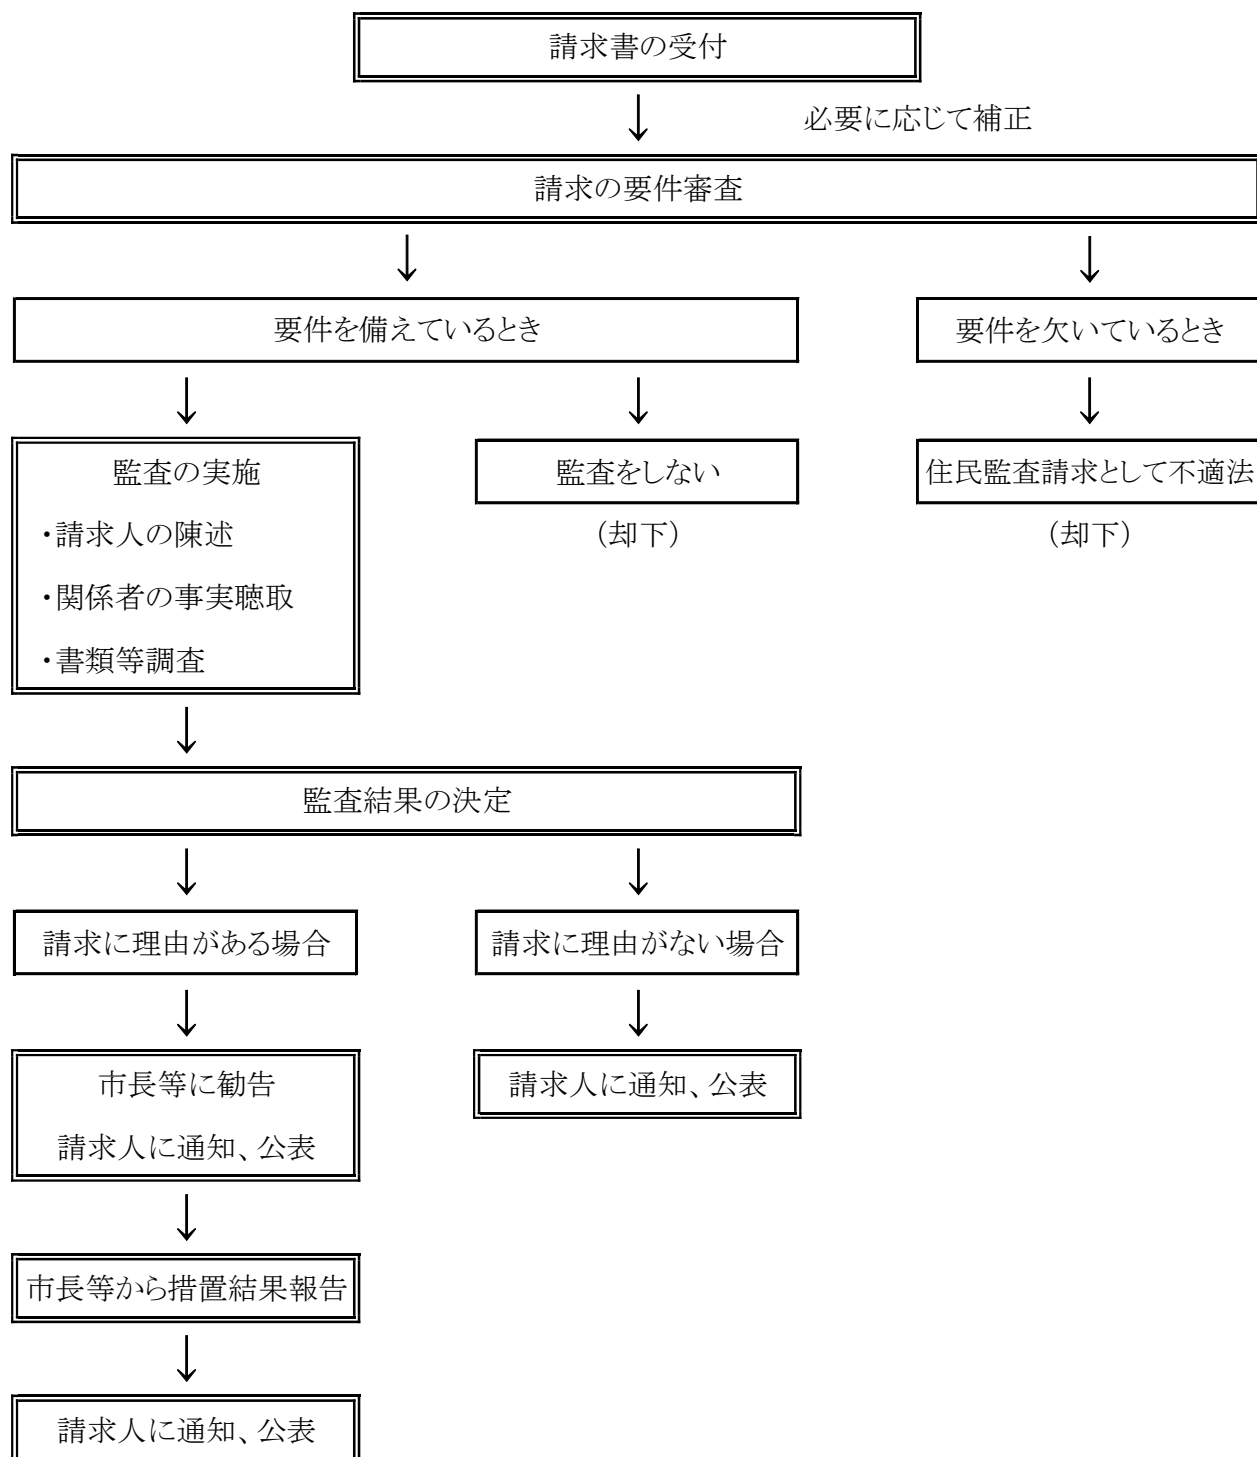 請求書の受付
必要に応じて補正
請求の要件審査
要件を備えているとき
要件を欠いているとき
監査の実施
・請求人の陳述
・関係者の事実聴取
・書類等調査
監査をしない
（却下）
住民監査請求として不適法
（却下）
監査結果の決定
請求に理由がある場合
請求に理由がない場合
市長等に勧告
請求人に通知、公表
請求人に通知、公表
市長等から措置結果報告
請求人に通知、公表